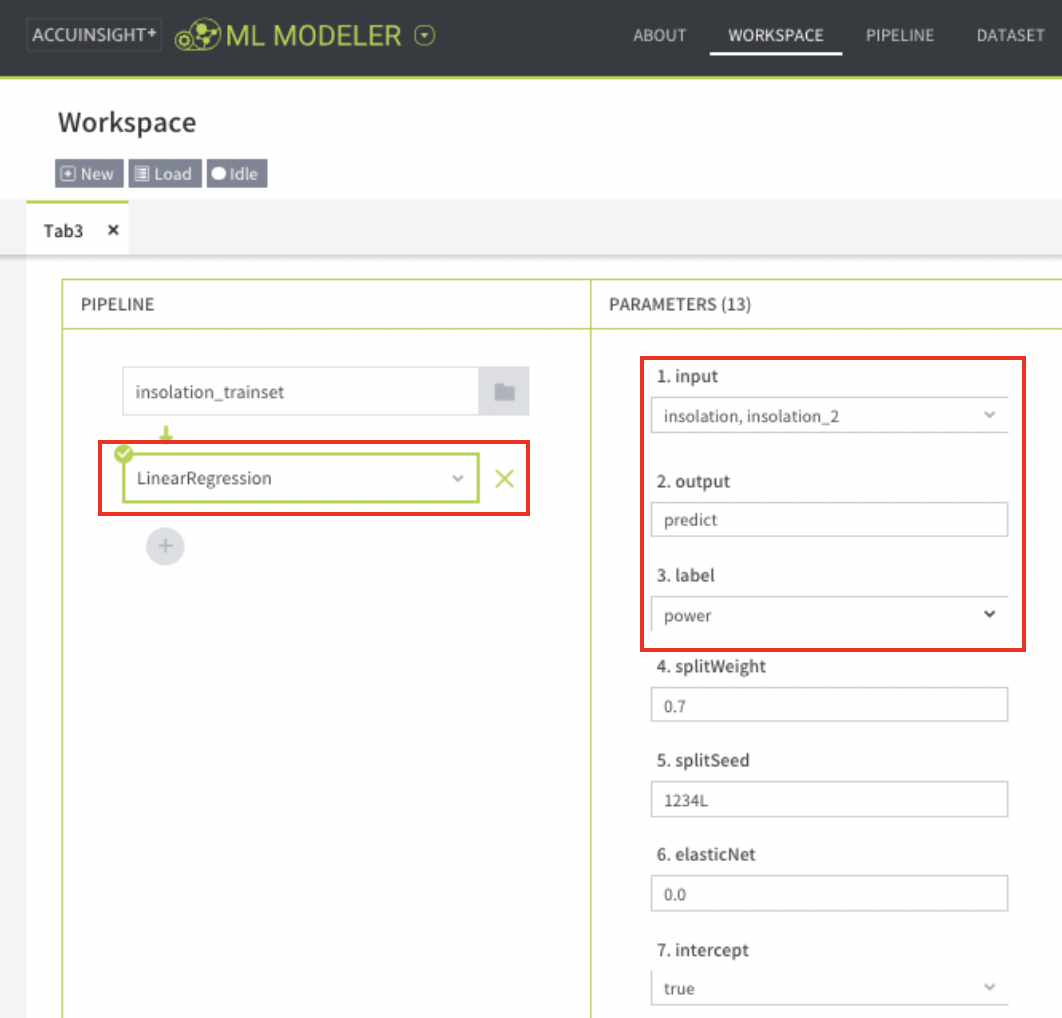 ACCUINSIGHT+ ML MODELER ABOUT WORKSPACE PIPELINE DATASET
Workspace
New Load Idle
Tab3 ×
PIPELINE
insolation_trainset
LinearRegression
PARAMETERS (13)
1. input
insolation, insolation_2
2. output
predict
3. label
power
4. splitWeight
0.7
5. splitSeed
1234L
6. elasticNet
0.0
7. intercept
true